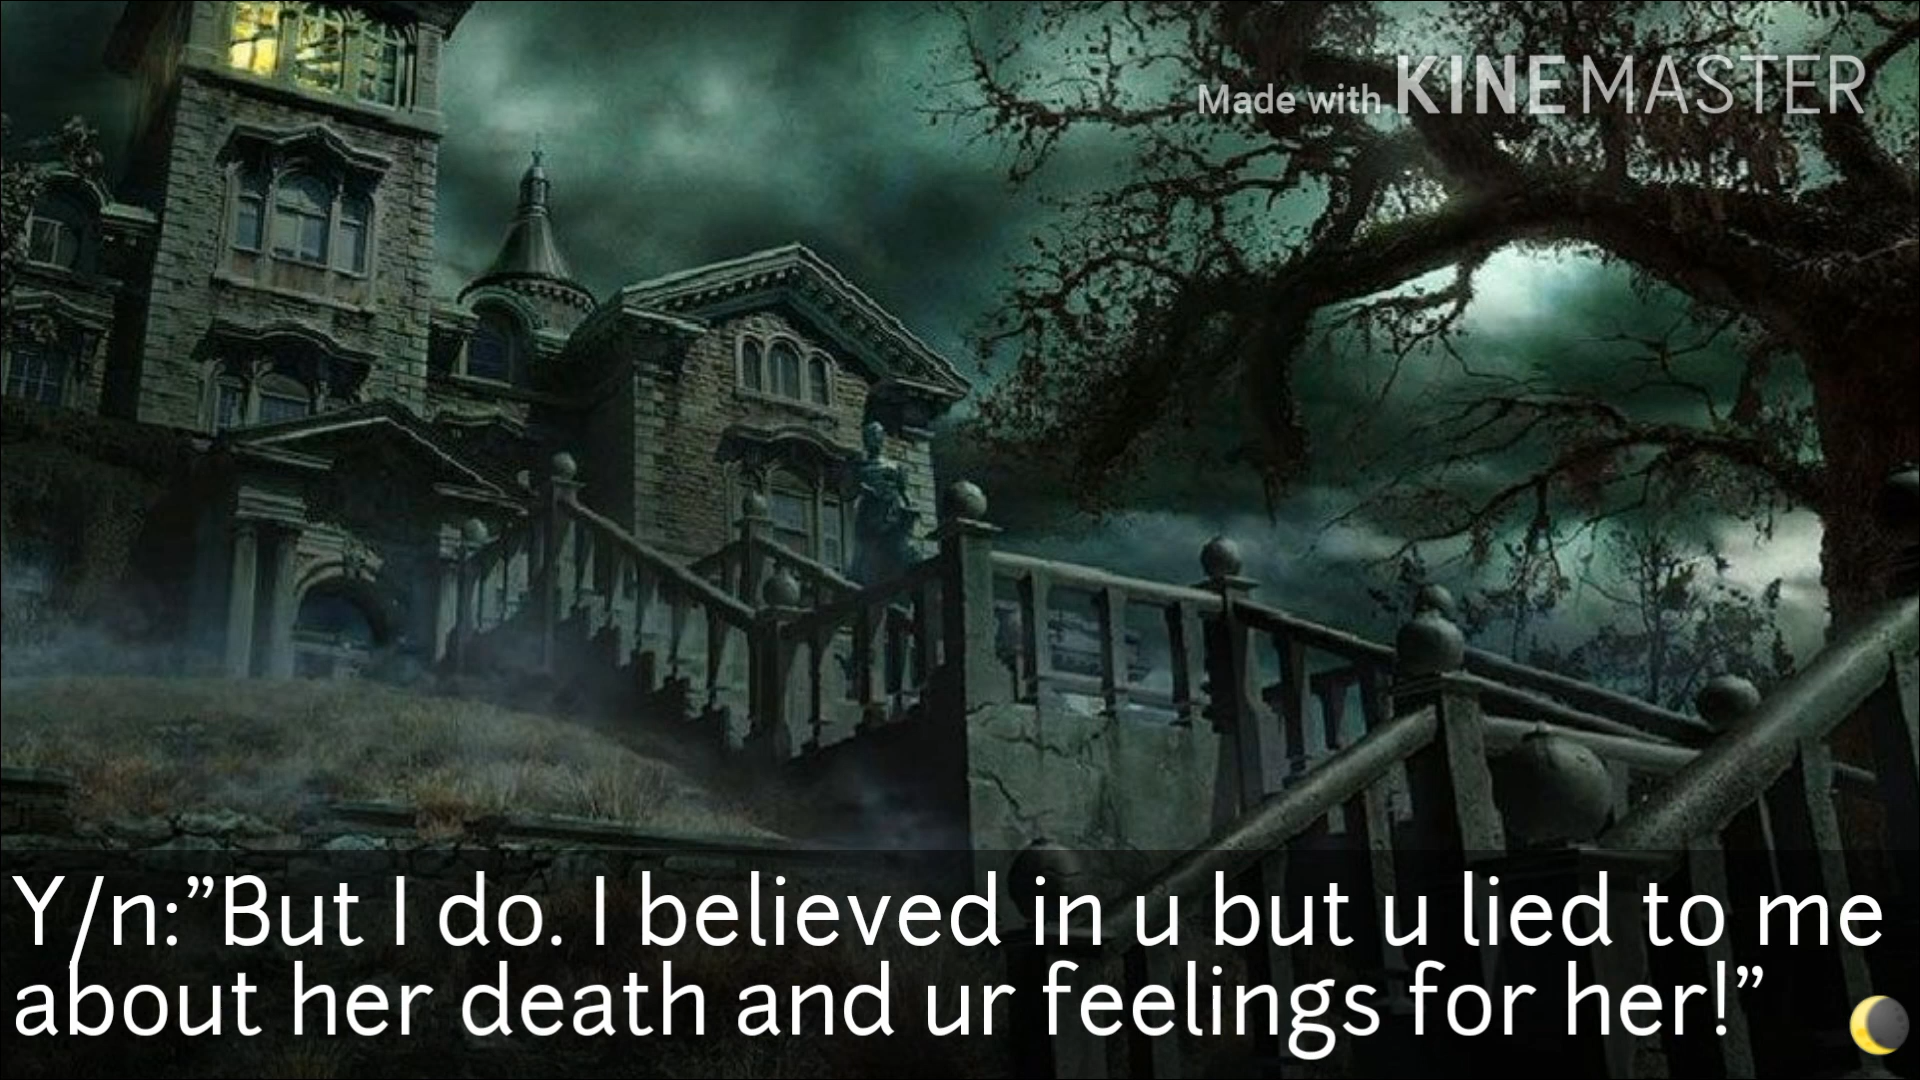 Made with KINEMASTER
Y/n:”But I do. I believed in u but u lied to me
about her death and ur feelings for her!”